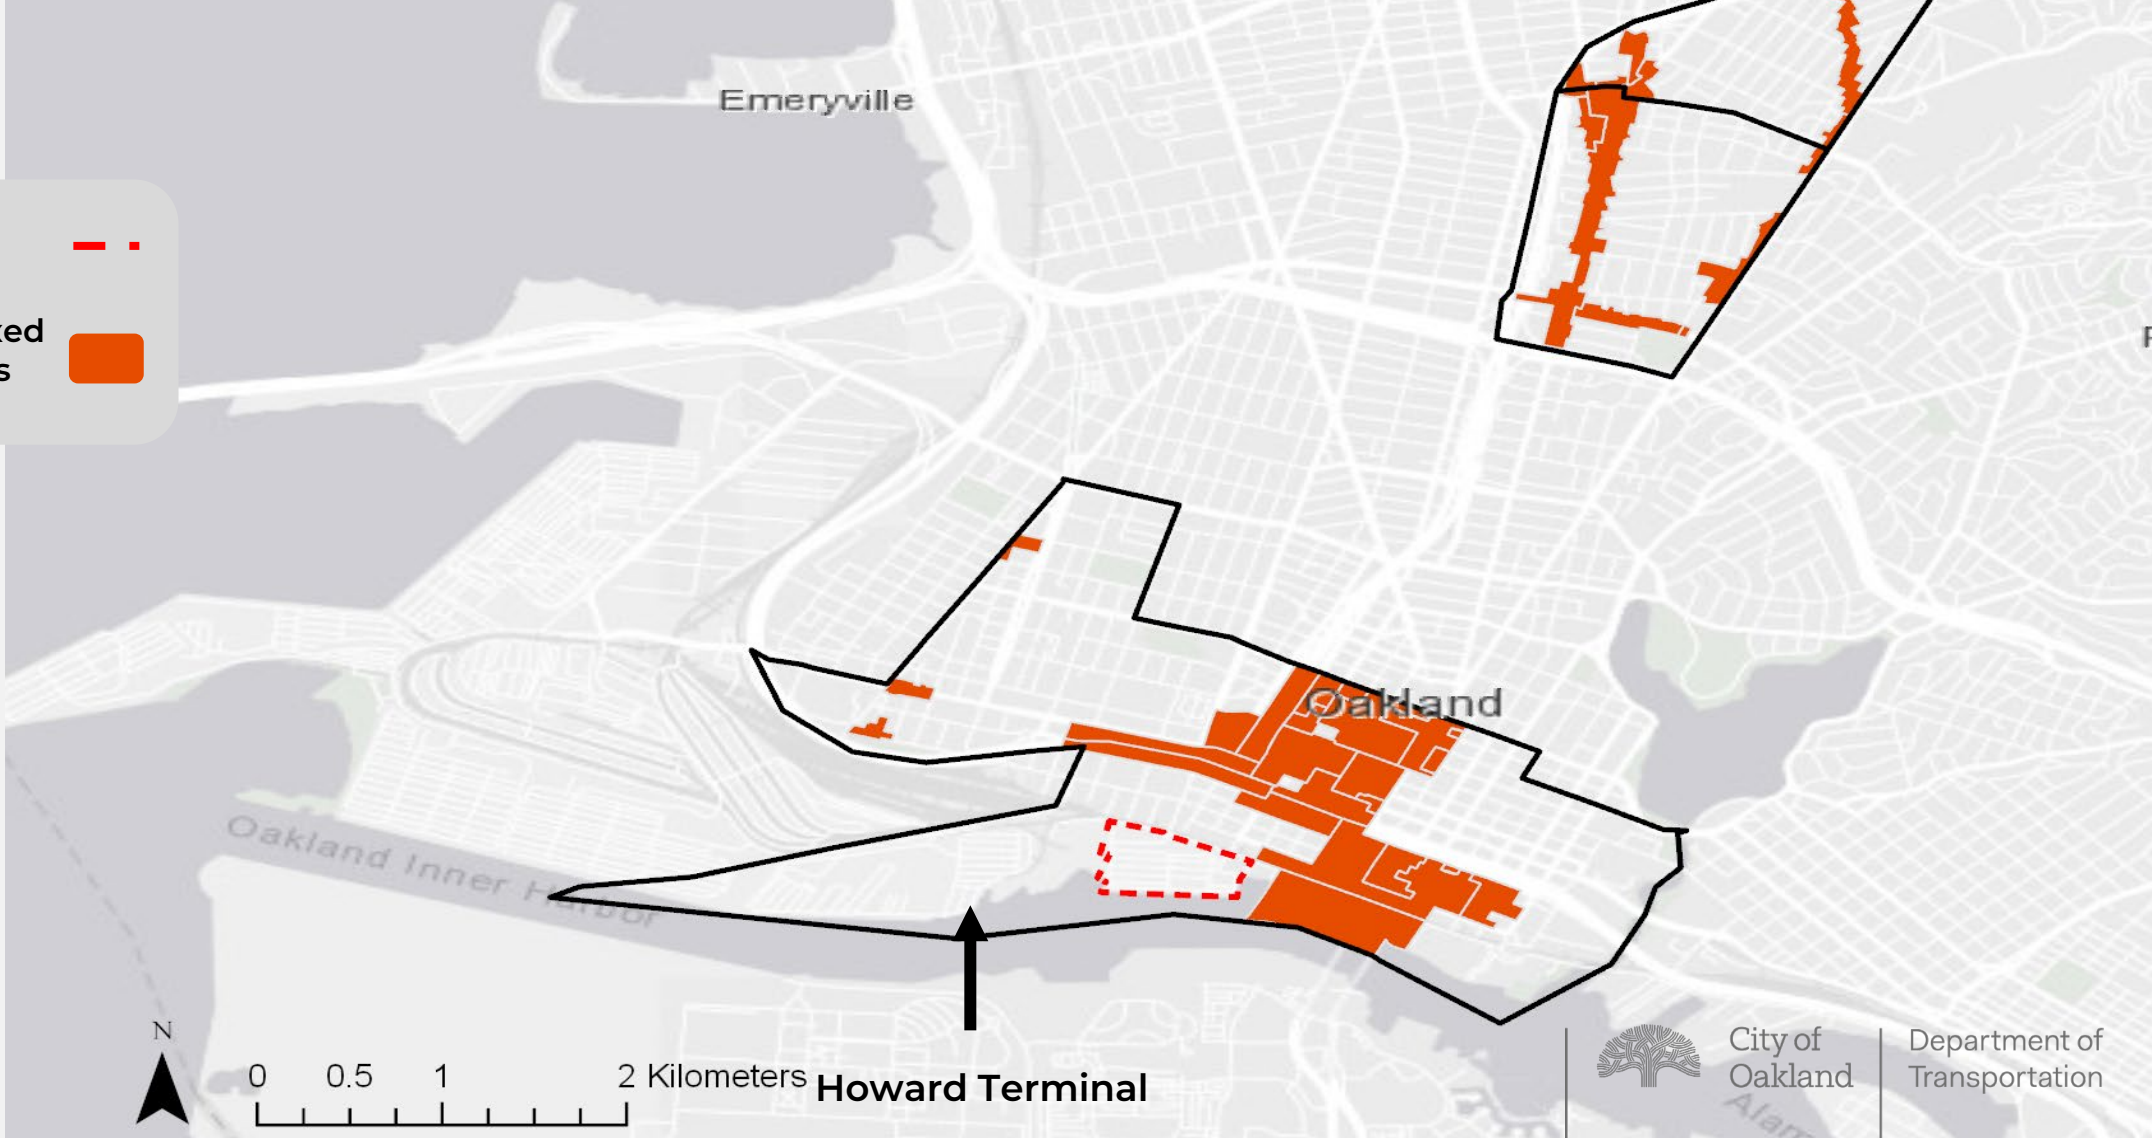 Emeryville
Oakland
Oakland Inner Harbor
N
0 0.5 1 2 Kilometers
Howard Terminal
City of
Oakland
Department of
Transportation